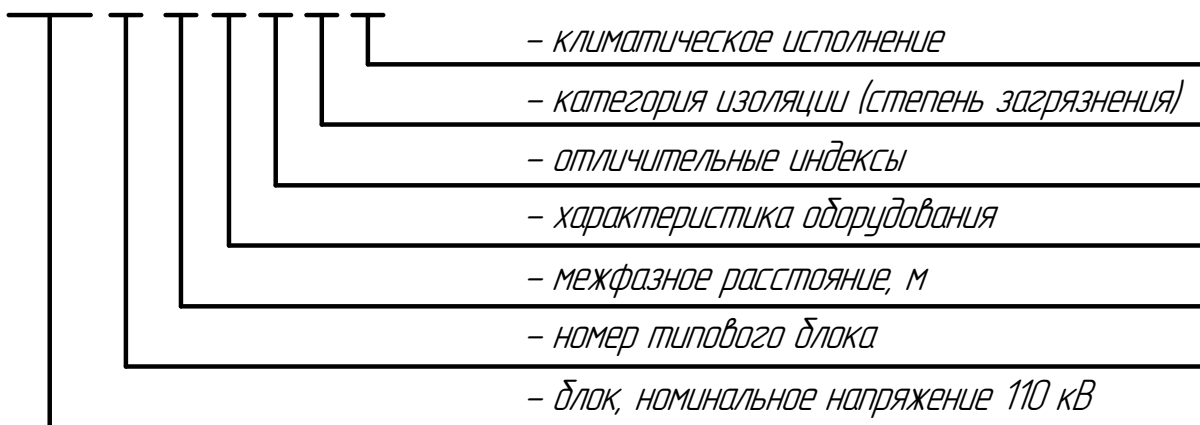 – климатическое исполнение
– категория изоляции (степень загрязнения)
– отличительные индексы
– характеристика оборудования
– межфазное расстояние, м
– номер типового блока
– блок, номинальное напряжение 110 кВ